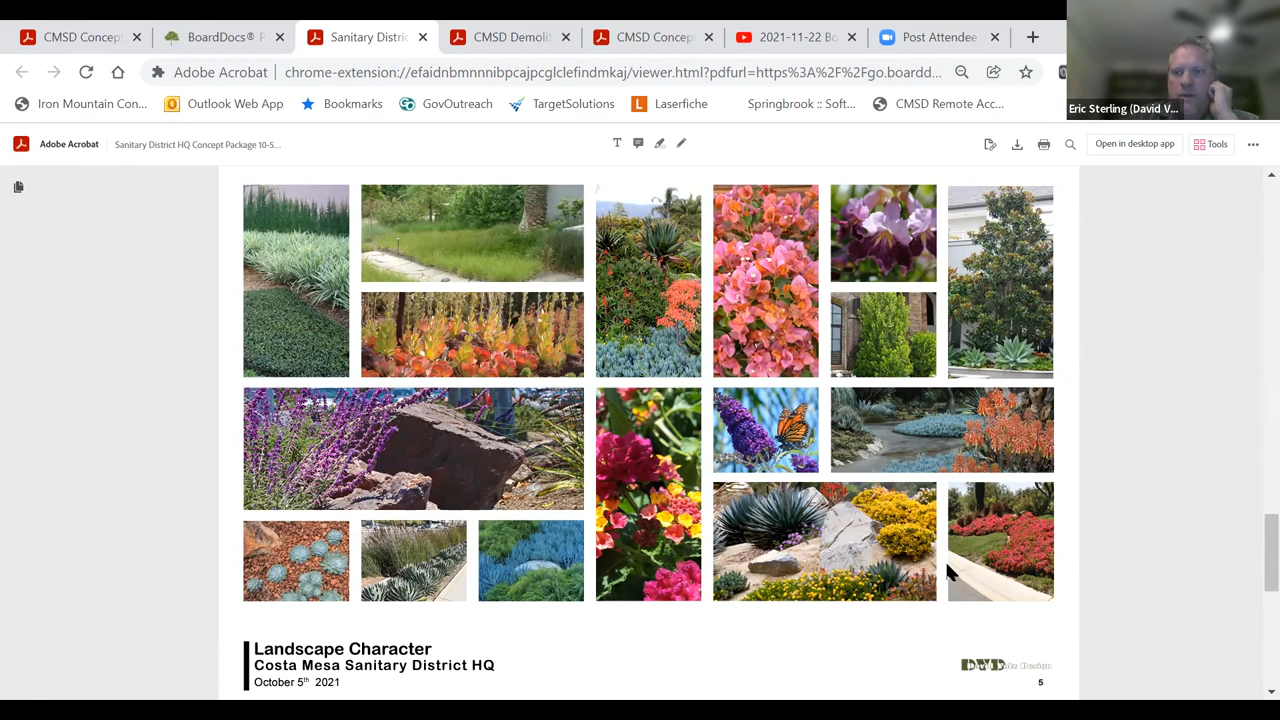 CMSD Concept
BoardDocs® P
Sanitary Distric
CMSD Demolit
CMSD Concep
2021-11-22 Bo
Post Attendee
Adobe Acrobat
chrome-extension://efaidnbmnnnibpcajpcglclefindmkaj/viewer.html?pdfurl=https%3A%2F%2Fgo.boardd...
Iron Mountain Con...
Outlook Web App
Bookmarks
GovOutreach
TargetSolutions
Laserfiche
Springbrook :: Soft...
CMSD Remote Acc...
Eric Sterling (David V...
Adobe Acrobat
Sanitary District HQ Concept Package 10-5...
Open in desktop app
Tools
Landscape Character
Costa Mesa Sanitary District HQ
October 5th 2021
DVD
Design
5